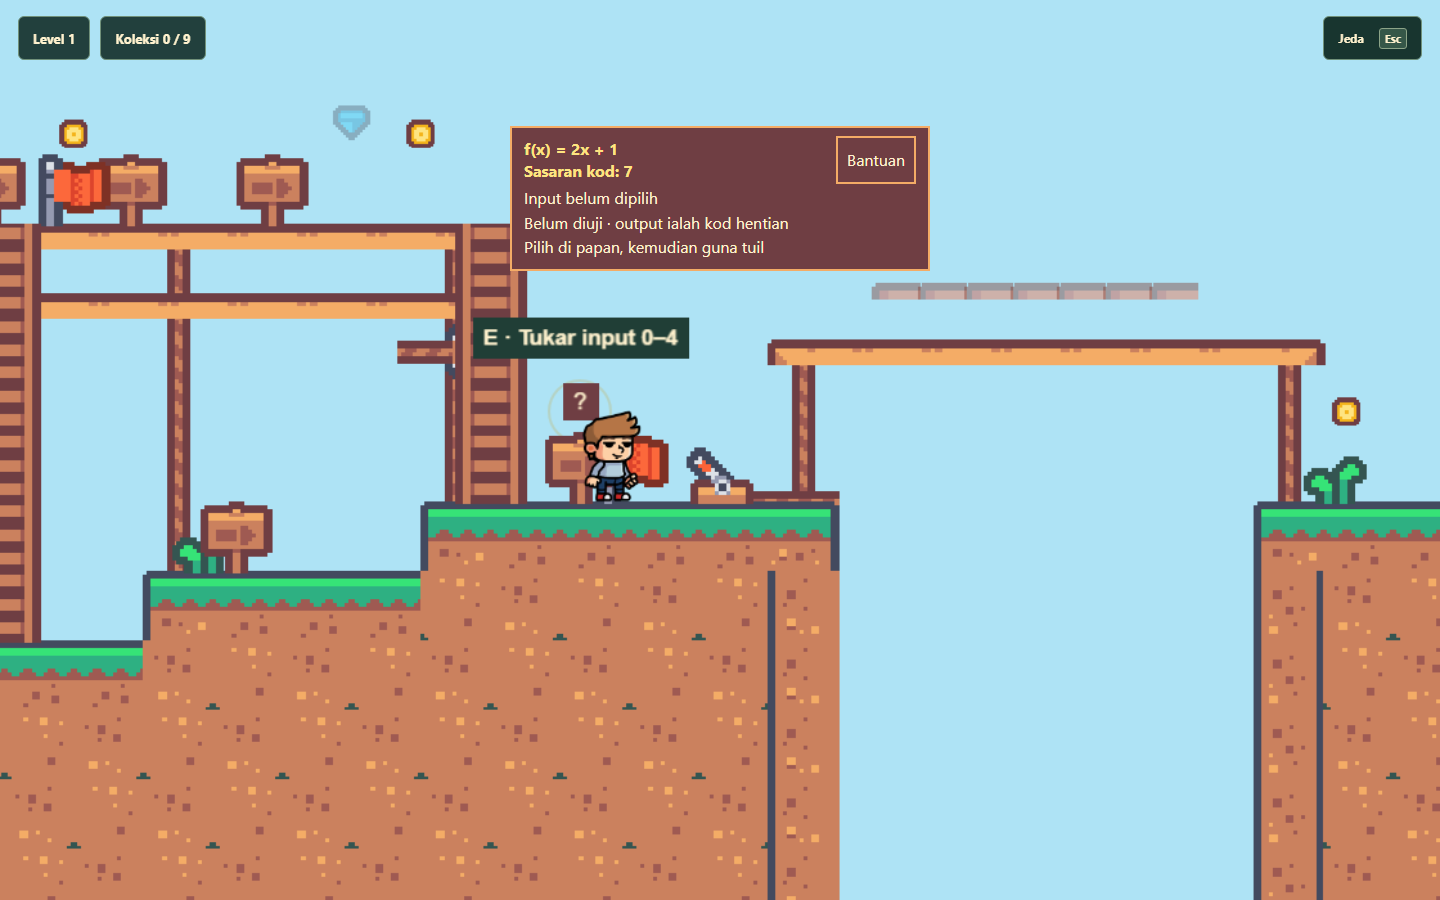 Level 1
Koleksi 0 / 9
Jeda Esc
f(x) = 2x + 1
Sasaran kod: 7
Bantuan
Input belum dipilih
Belum diuji · output ialah kod hentian
Pilih di papan, kemudian guna tuil
E · Tukar input 0–4
?